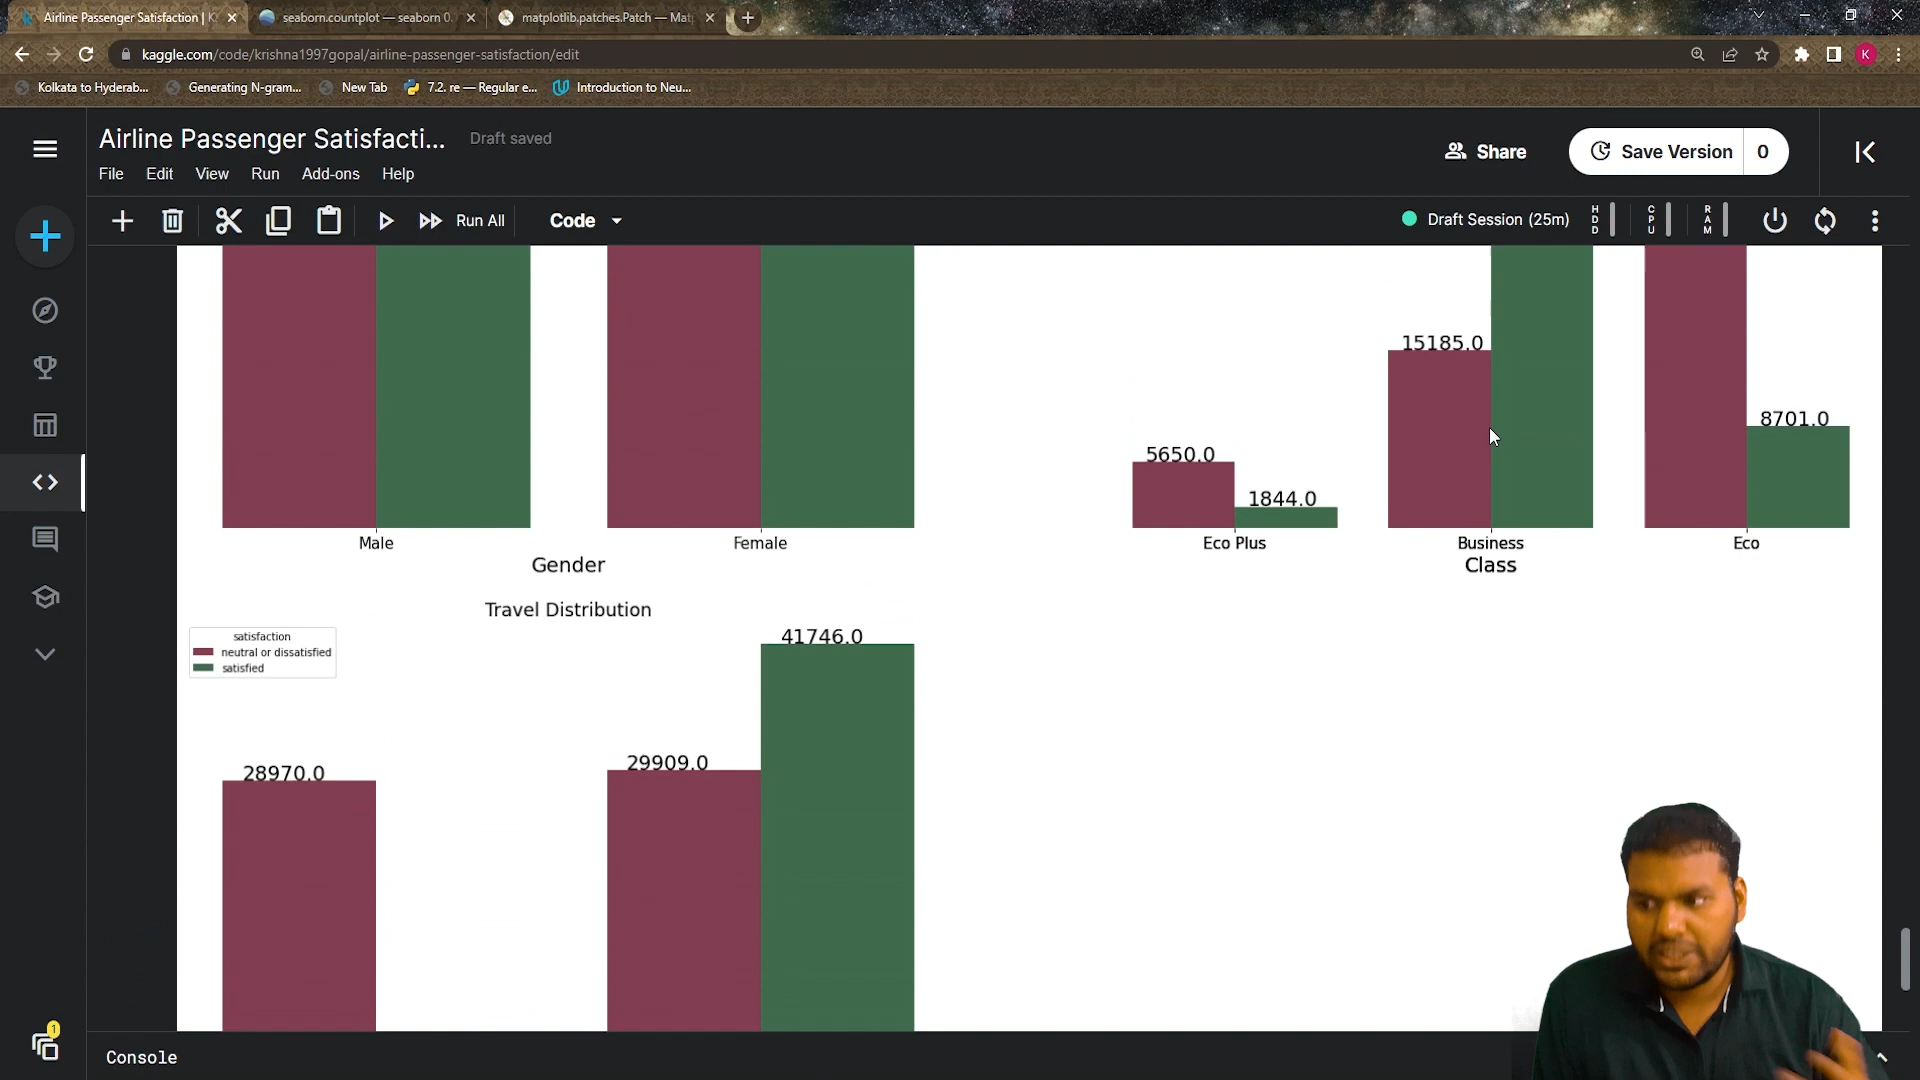 Airline Passenger Satisfaction | K
seaborn.countplot — seaborn 0.
matplotlib.patches.Patch — Mat
kaggle.com/code/krishna1997gopal/airline-passenger-satisfaction/edit
K
Kolkata to Hyderab...
Generating N-gram...
New Tab
7.2. re — Regular e...
Introduction to Neu...
Airline Passenger Satisfacti...
Draft saved
Share
Save Version
0
File
Edit
View
Run
Add-ons
Help
Run All
Code
Draft Session (25m)
HDD
CPU
RAM
15185.0
8701.0
5650.0
1844.0
Male
Female
Eco Plus
Business
Eco
Gender
Class
Travel Distribution
satisfaction
neutral or dissatisfied
satisfied
41746.0
28970.0
29909.0
1
Console